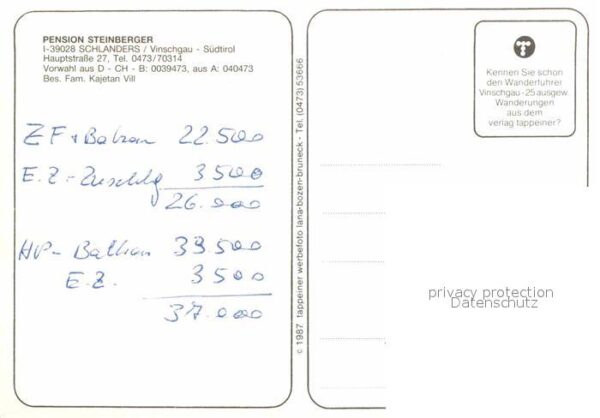 PENSION STEINBERGER
I-39028 SCHLANDERS / Vinschgau - Südtirol
Hauptstraße 27, Tel. 0473/70314
Vorwahl aus D - CH - B: 0039473, aus A: 040473
Bes. Fam. Kajetan Vill
ZF + Balkon 22.500
E.Z-Zuschlg 3500
26.000
HP-Balkon 33500
E.Z. 3500
37.000
© 1987 tappeiner werbefoto lana-bozen-bruneck - Tel. (0473) 53666
Kennen Sie schon
den Wanderführer
Vinschgau -25 ausgew.
Wanderungen
aus dem
verlag tappeiner?
privacy protection
Datenschutz